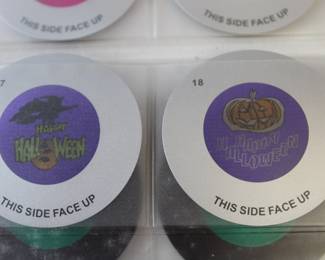 THIS SIDE FACE UP
THIS SIDE FACE UP
7
HAPPY
HALLOWEEN
THIS SIDE FACE UP
18
HAPPY
HALLOWEEN
THIS SIDE FACE UP